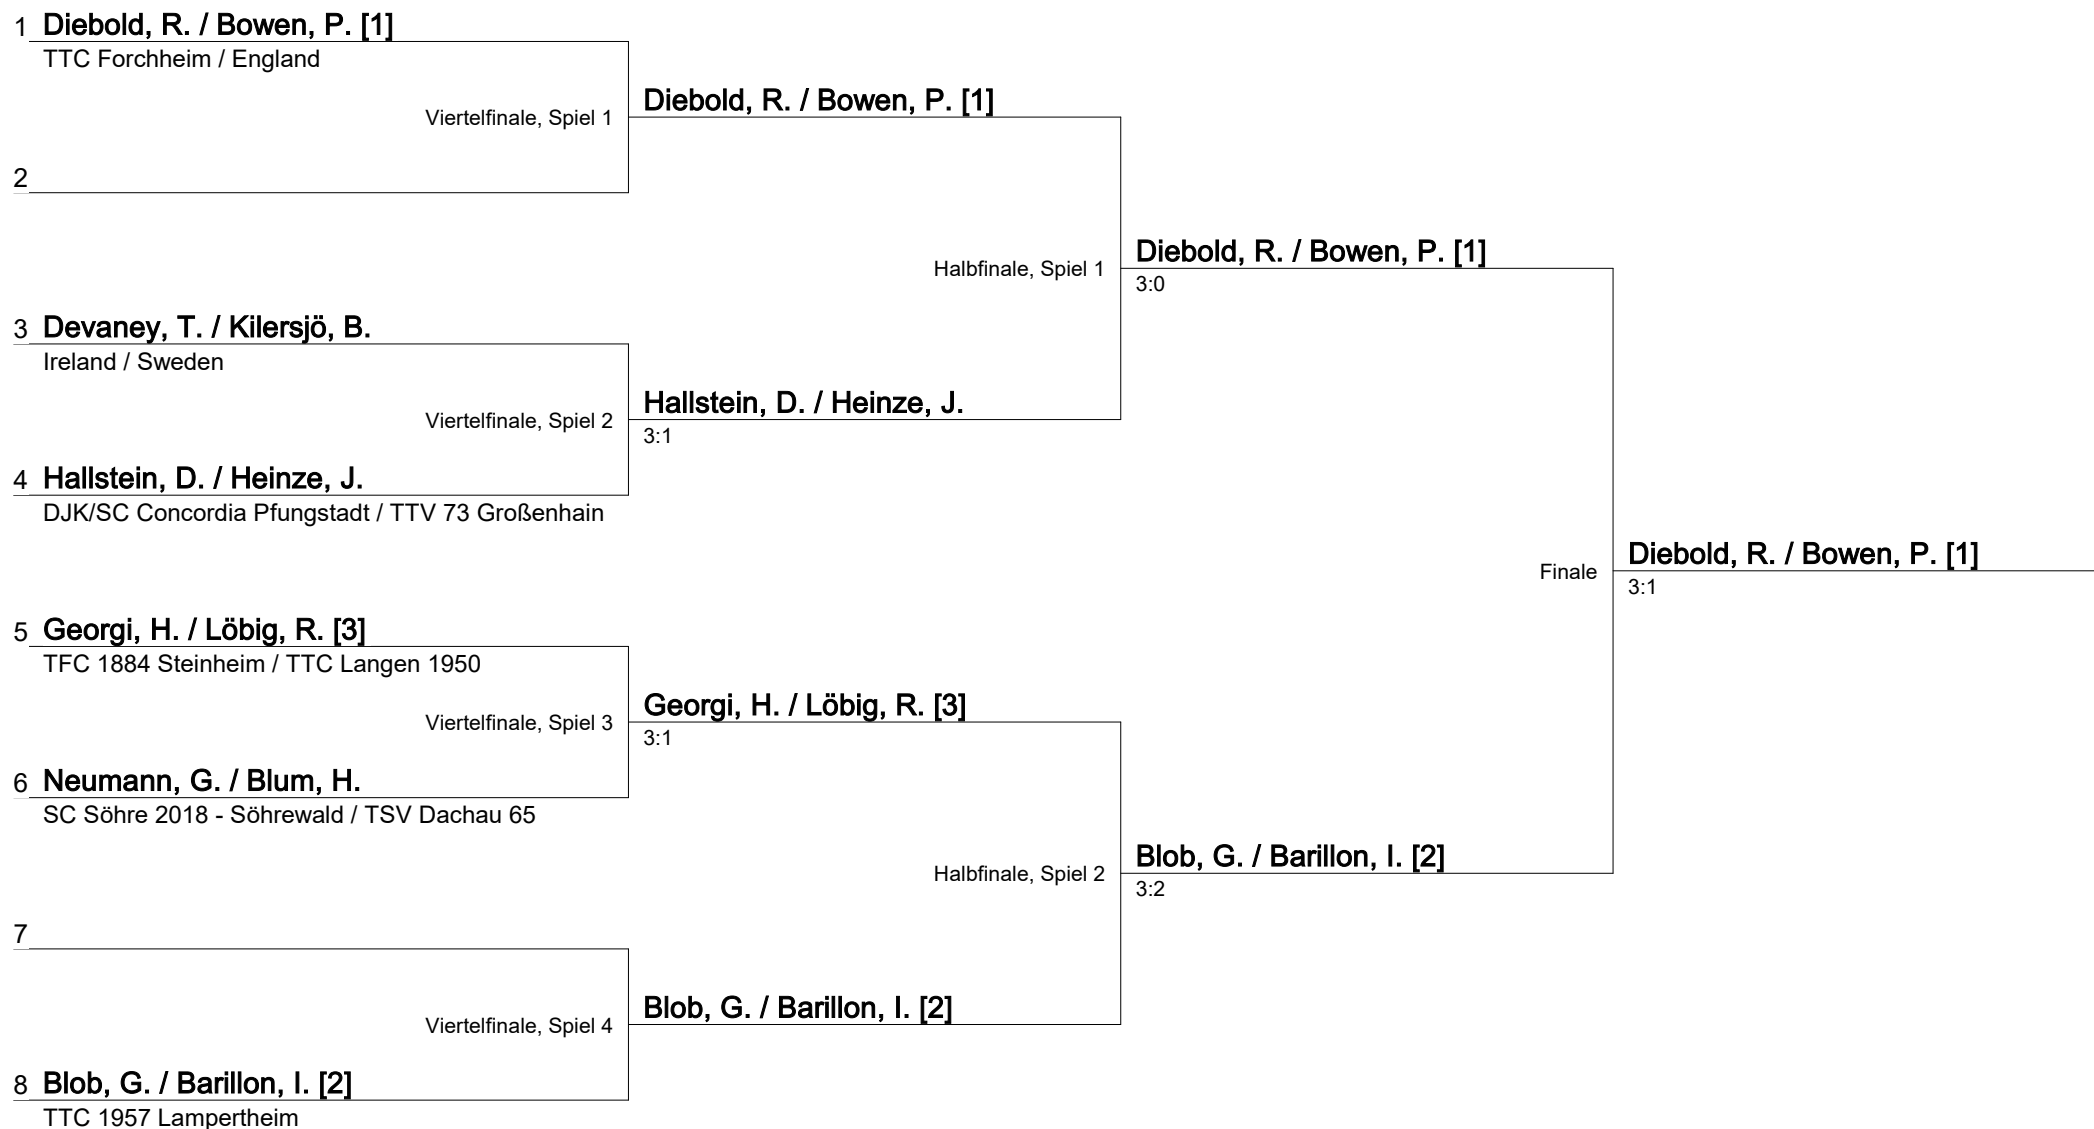 1 Diebold, R. / Bowen, P. [1]
TTC Forchheim / England
Viertelfinale, Spiel 1
Diebold, R. / Bowen, P. [1]
2
Halbfinale, Spiel 1
Diebold, R. / Bowen, P. [1]
3:0
3 Devaney, T. / Kilersjö, B.
Ireland / Sweden
Viertelfinale, Spiel 2
Hallstein, D. / Heinze, J.
3:1
4 Hallstein, D. / Heinze, J.
DJK/SC Concordia Pfungstadt / TTV 73 Großenhain
Finale
Diebold, R. / Bowen, P. [1]
3:1
5 Georgi, H. / Löbig, R. [3]
TFC 1884 Steinheim / TTC Langen 1950
Viertelfinale, Spiel 3
Georgi, H. / Löbig, R. [3]
3:1
6 Neumann, G. / Blum, H.
SC Söhre 2018 - Söhrewald / TSV Dachau 65
Halbfinale, Spiel 2
Blob, G. / Barillon, I. [2]
3:2
7
Viertelfinale, Spiel 4
Blob, G. / Barillon, I. [2]
8 Blob, G. / Barillon, I. [2]
TTC 1957 Lampertheim